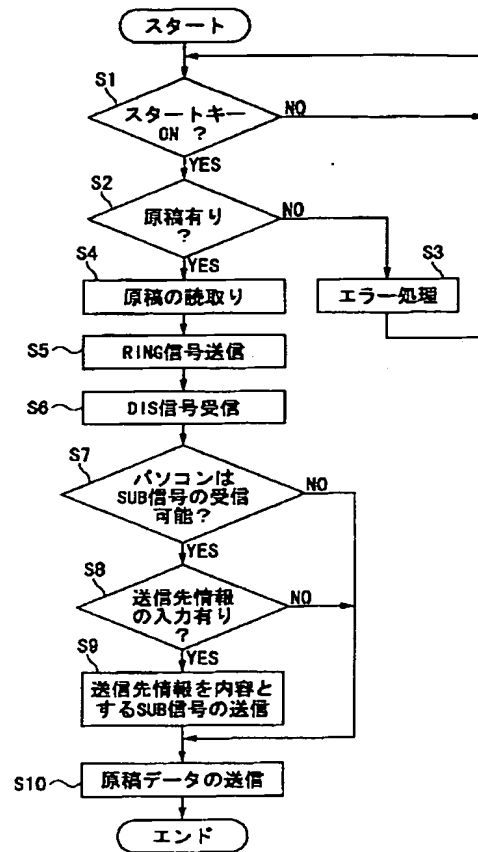 スタート
S1
スタートキー
ON ?
NO
YES
S2
原稿有り
?
NO
YES
S3
エラー処理
S4
原稿の読取り
S5
RING信号送信
S6
DIS信号受信
S7
パソコンは
SUB信号の受信
可能?
NO
YES
S8
送信先情報
の入力有り
?
NO
YES
S9
送信先情報を内容と
するSUB信号の送信
S10
原稿データの送信
エンド